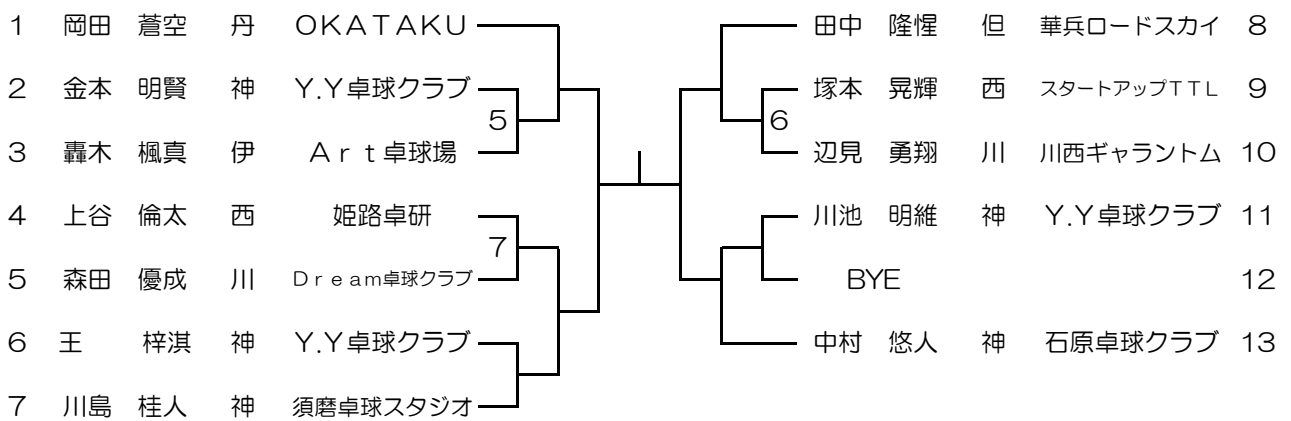 1 岡田 蒼空 丹 ＯＫＡＴＡＫＵ
2 金本 明賢 神 Ｙ.Ｙ卓球クラブ
5
3 轟木 楓真 伊 Ａｒｔ卓球場
4 上谷 倫太 西 姫路卓研
7
5 森田 優成 川 Ｄｒｅａｍ卓球クラブ
6 王 梓淇 神 Ｙ.Ｙ卓球クラブ
7 川島 桂人 神 須磨卓球スタジオ
田中 隆惺 但 華兵ロードスカイ 8
塚本 晃輝 西 スタートアップＴＴＬ 9
6
辺見 勇翔 川 川西ギャラントム 10
川池 明維 神 Ｙ.Ｙ卓球クラブ 11
BYE 12
中村 悠人 神 石原卓球クラブ 13